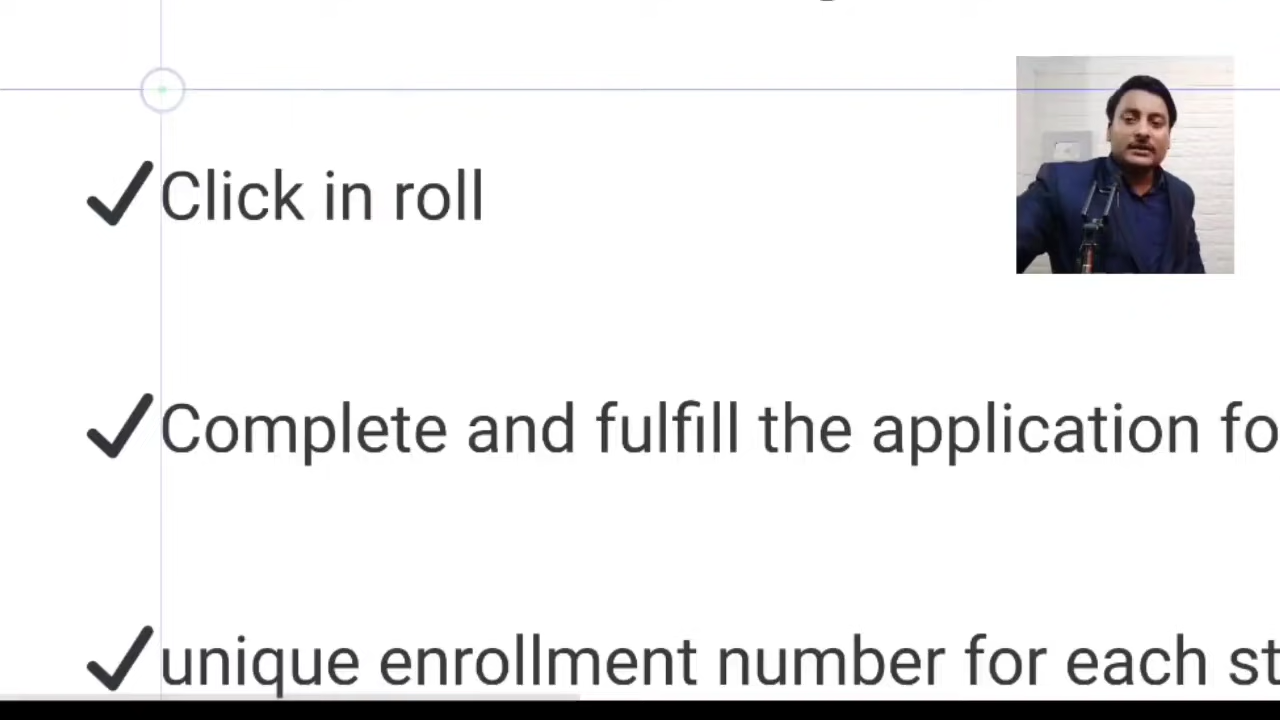 Click in roll
Complete and fulfill the application fo
unique enrollment number for each st